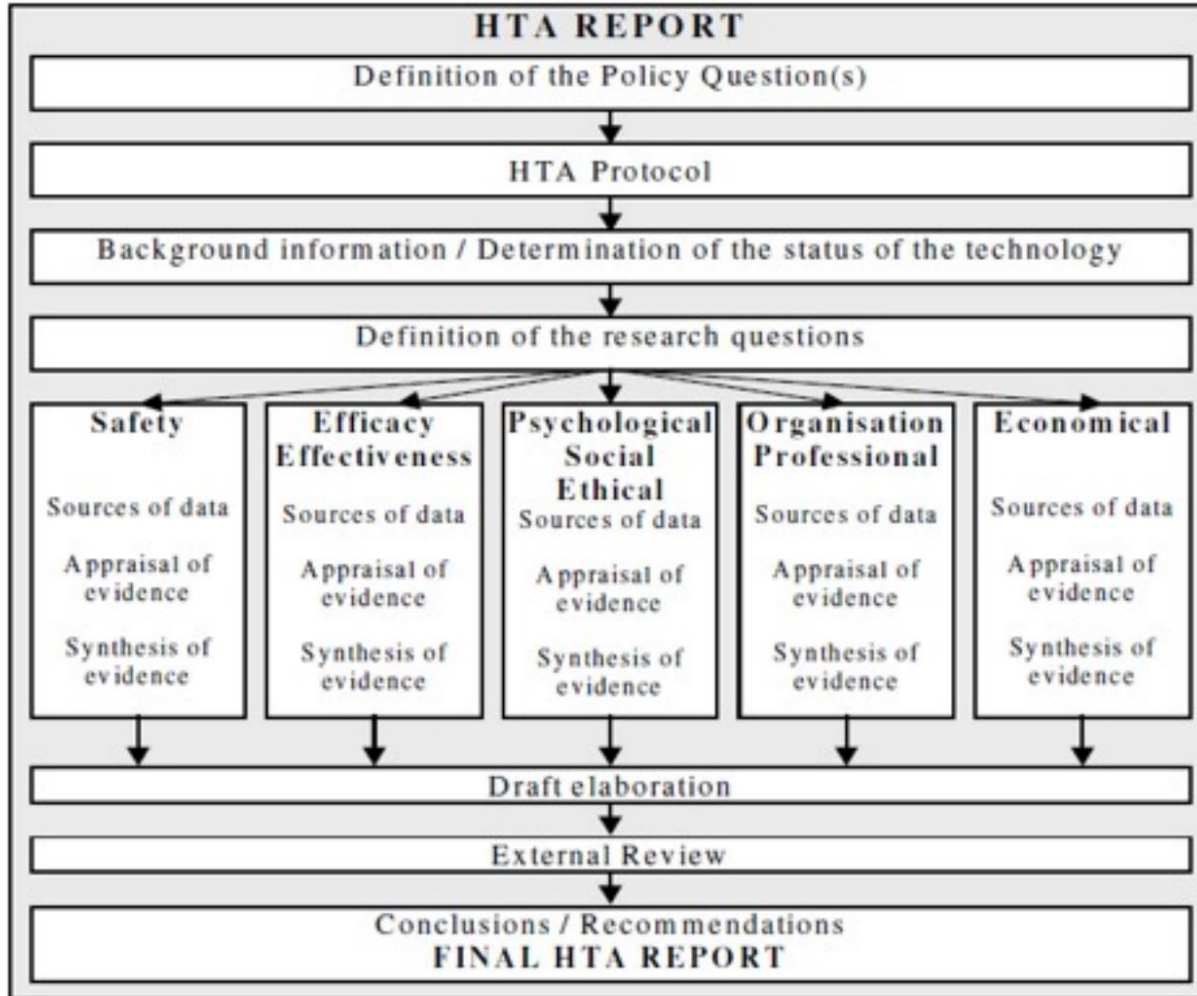 HTA REPORT
Definition of the Policy Question(s)
HTA Protocol
Background information / Determination of the status of the technology
Definition of the research questions
Safety
Sources of data
Appraisal of
evidence
Synthesis of
evidence
Efficacy
Effectiveness
Sources of data
Appraisal of
evidence
Synthesis of
evidence
Psychological
Social
Ethical
Sources of data
Appraisal of
evidence
Synthesis of
evidence
Organisation
Professional
Sources of data
Appraisal of
evidence
Synthesis of
evidence
Economical
Sources of data
Appraisal of
evidence
Synthesis of
evidence
Draft elaboration
External Review
Conclusions / Recommendations
FINAL HTA REPORT